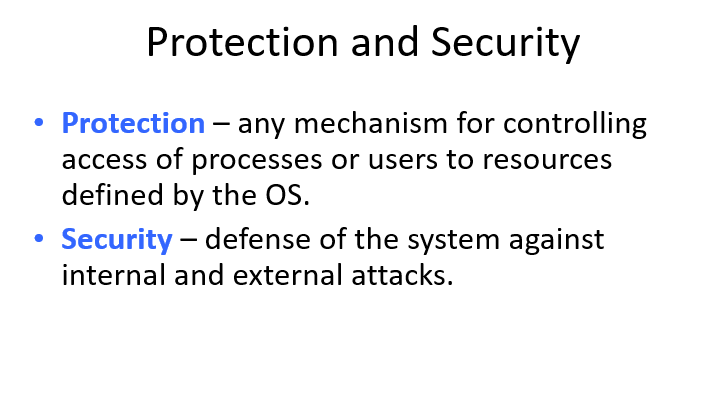 Protection and Security
• Protection – any mechanism for controlling
access of processes or users to resources
defined by the OS.
• Security – defense of the system against
internal and external attacks.